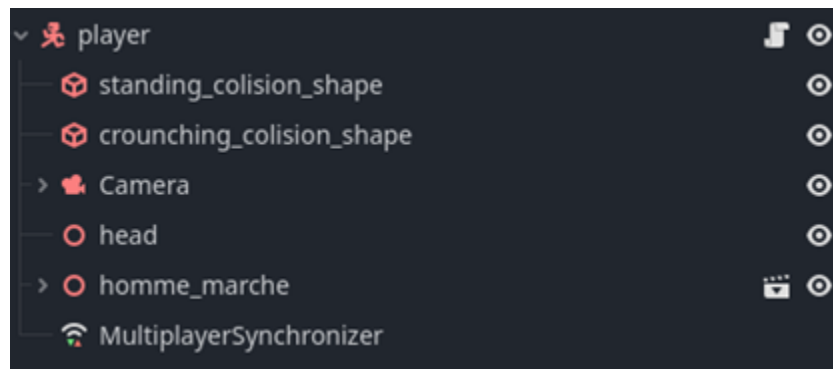 player
standing_colision_shape
crounching_colision_shape
Camera
head
homme_marche
MultiplayerSynchronizer